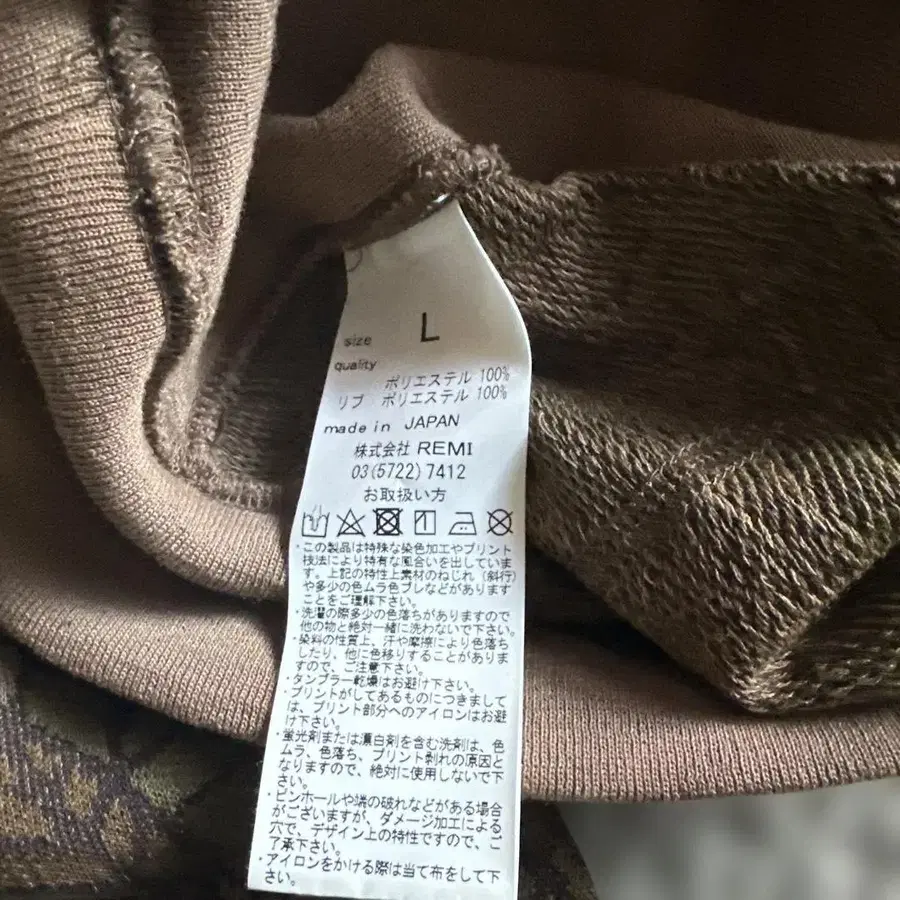 size L
quality
ポリエステル 100%
リブ ポリエステル 100%
made in JAPAN
株式会社 REMI
03(5722)7412
お取扱い方
・この製品は特殊な染色加工やプリント
技法により特有な風合いを出していま
す。上記の特性上素材のねじれ（斜行）
や多少の色ムラ色ブレなどがあります
ことをご理解下さい。
・洗濯の際多少の色落ちがありますので
他の物と絶対一緒に洗わないで下さい。
・染料の性質上、汗や摩擦により色落ち
したり、他に色移りすることがありま
すので、ご注意下さい。
・タンブラー乾燥はお避け下さい。
・プリントがしてあるものにつきまして
は、プリント部分へのアイロンはお避
け下さい。
・蛍光剤または漂白剤を含む洗剤は、色
ムラ、色落ち、プリント剥れの原因と
なりますので、絶対に使用しないで下
さい。
・ピンホールや端の破れなどがある場合
がございますが、ダメージ加工による
穴で、デザイン上の特性ですので、ご
了承下さい。
・アイロンをかける際は当て布をして下
さい。